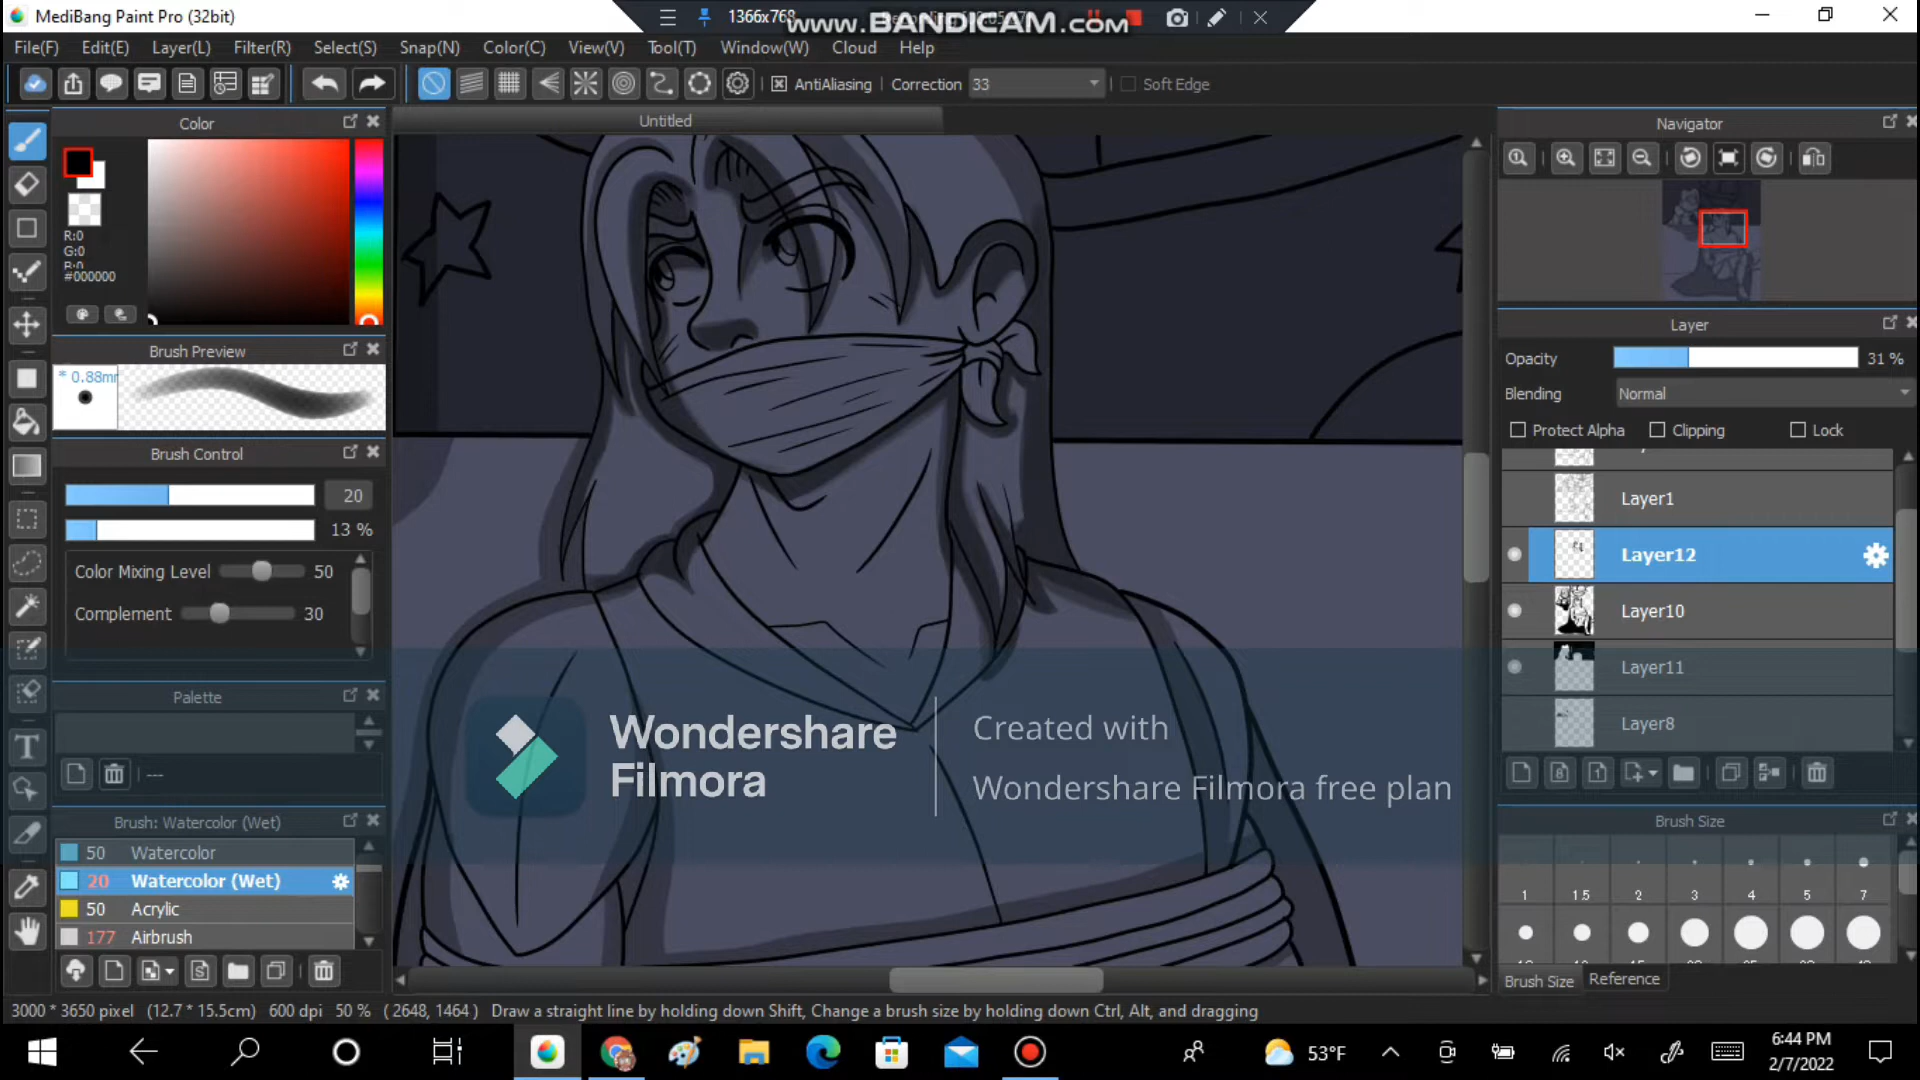 MediBang Paint Pro (32bit)
1366x768
www.BANDICAM.com
File(F) Edit(E) Layer(L) Filter(R) Select(S) Snap(N) Color(C) View(V) Tool(T) Window(W) Cloud Help
AntiAliasing Correction 33 Soft Edge
Color
R:0
G:0
B:0
#000000
Brush Preview
* 0.88mm
Brush Control
20
13 %
Color Mixing Level 50
Complement 30
Palette
---
Brush: Watercolor (Wet)
50 Watercolor
20 Watercolor (Wet)
50 Acrylic
177 Airbrush
Untitled
Wondershare
Filmora
Created with
Wondershare Filmora free plan
Navigator
Layer
Opacity 31 %
Blending Normal
Protect Alpha Clipping Lock
Layer1
Layer12
Layer10
Layer11
Layer8
Brush Size
1 1.5 2 3 4 5 7
Brush Size Reference
3000 * 3650 pixel (12.7 * 15.5cm) 600 dpi 50 % ( 2648, 1464 ) Draw a straight line by holding down Shift, Change a brush size by holding down Ctrl, Alt, and dragging
53°F
6:44 PM
2/7/2022